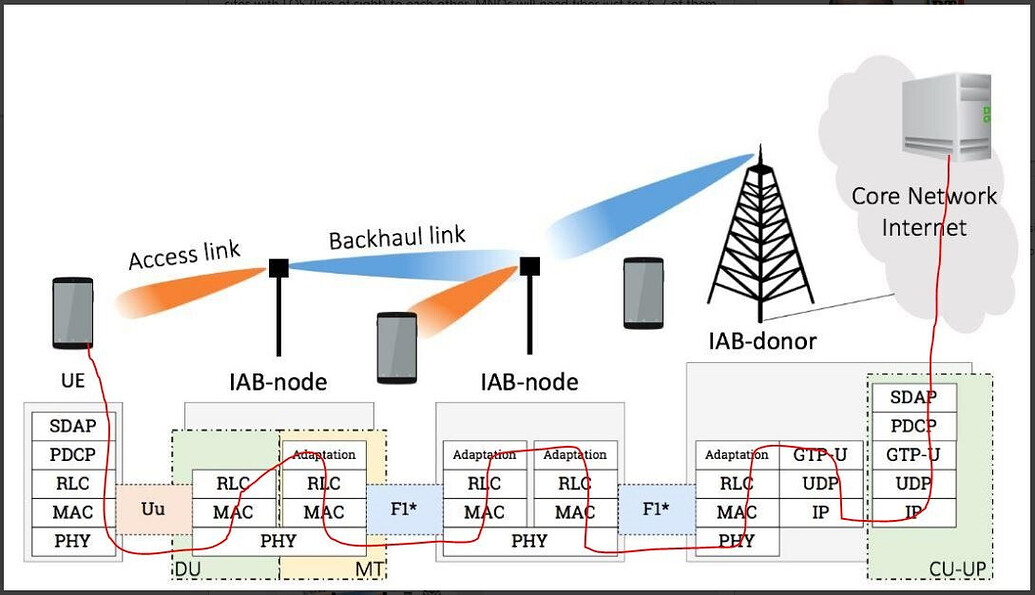 Access link
Backhaul link
Core Network
Internet
UE
IAB-node
IAB-node
IAB-donor
SDAP
PDCP
RLC
MAC
PHY
Uu
RLC
MAC
Adaptation
RLC
MAC
PHY
DU
MT
F1*
Adaptation
RLC
MAC
Adaptation
RLC
MAC
PHY
F1*
Adaptation
RLC
MAC
PHY
GTP-U
UDP
IP
SDAP
PDCP
GTP-U
UDP
IP
CU-UP